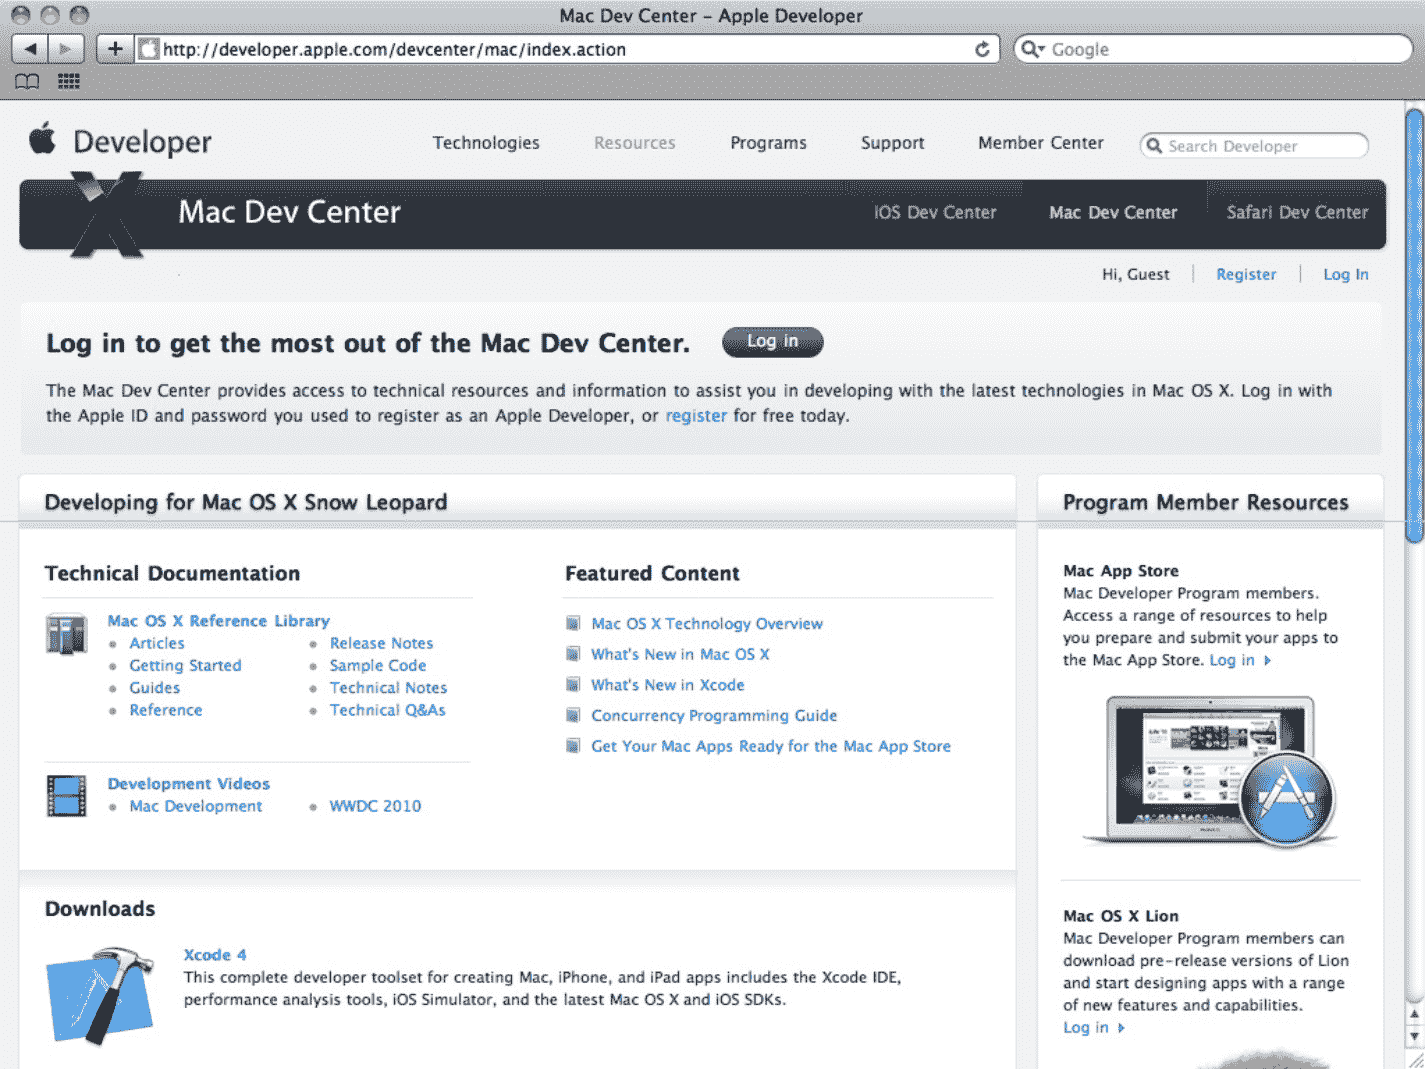 Mac Dev Center – Apple Developer
http://developer.apple.com/devcenter/mac/index.action
Google
Developer
Technologies
Resources
Programs
Support
Member Center
Search Developer
Mac Dev Center
iOS Dev Center
Mac Dev Center
Safari Dev Center
Hi, Guest
Register
Log In
Log in to get the most out of the Mac Dev Center.
Log in
The Mac Dev Center provides access to technical resources and information to assist you in developing with the latest technologies in Mac OS X. Log in with
the Apple ID and password you used to register as an Apple Developer, or register for free today.
Developing for Mac OS X Snow Leopard
Technical Documentation
Mac OS X Reference Library
Articles
Getting Started
Guides
Reference
Release Notes
Sample Code
Technical Notes
Technical Q&As
Development Videos
Mac Development
WWDC 2010
Featured Content
Mac OS X Technology Overview
What's New in Mac OS X
What's New in Xcode
Concurrency Programming Guide
Get Your Mac Apps Ready for the Mac App Store
Downloads
Xcode 4
This complete developer toolset for creating Mac, iPhone, and iPad apps includes the Xcode IDE,
performance analysis tools, iOS Simulator, and the latest Mac OS X and iOS SDKs.
Program Member Resources
Mac App Store
Mac Developer Program members.
Access a range of resources to help
you prepare and submit your apps to
the Mac App Store. Log in
Mac OS X Lion
Mac Developer Program members can
download pre-release versions of Lion
and start designing apps with a range
of new features and capabilities.
Log in